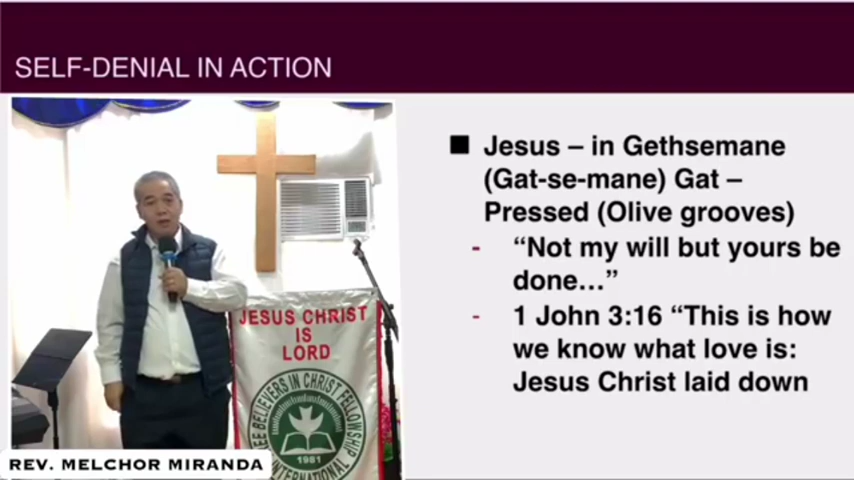 SELF-DENIAL IN ACTION
Jesus – in Gethsemane
(Gat-se-mane) Gat –
Pressed (Olive grooves)
- “Not my will but yours be
done…”
- 1 John 3:16 “This is how
we know what love is:
Jesus Christ laid down
JESUS CHRIST
IS
LORD
BELIEVERS IN CHRIST FELLOWSHIP
INTERNATIONAL
1981
REV. MELCHOR MIRANDA